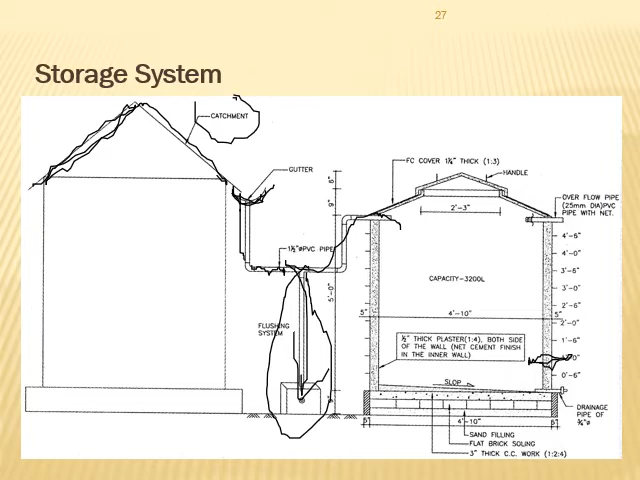 27
Storage System
CATCHMENT
GUTTER
1½"øPVC PIPE
FLUSHING
SYSTEM
6"
9"
5'-0"
FC COVER 1½" THICK (1:3)
HANDLE
2'-3"
OVER FLOW PIPE
(25mm DIA)PVC
PIPE WITH NET.
CAPACITY-3200L
4'-6"
4'-0"
3'-6"
3'-0"
2'-6"
2'-0"
1'-6"
0'-6"
5"
4'-10"
5"
½" THICK PLASTER(1:4), BOTH SIDE
OF THE WALL (NET CEMENT FINISH
IN THE INNER WALL)
SLOP
DRAINAGE
PIPE OF
¾"ø
5"
4'-10"
5"
SAND FILLING
FLAT BRICK SOLING
3" THICK C.C. WORK (1:2:4)